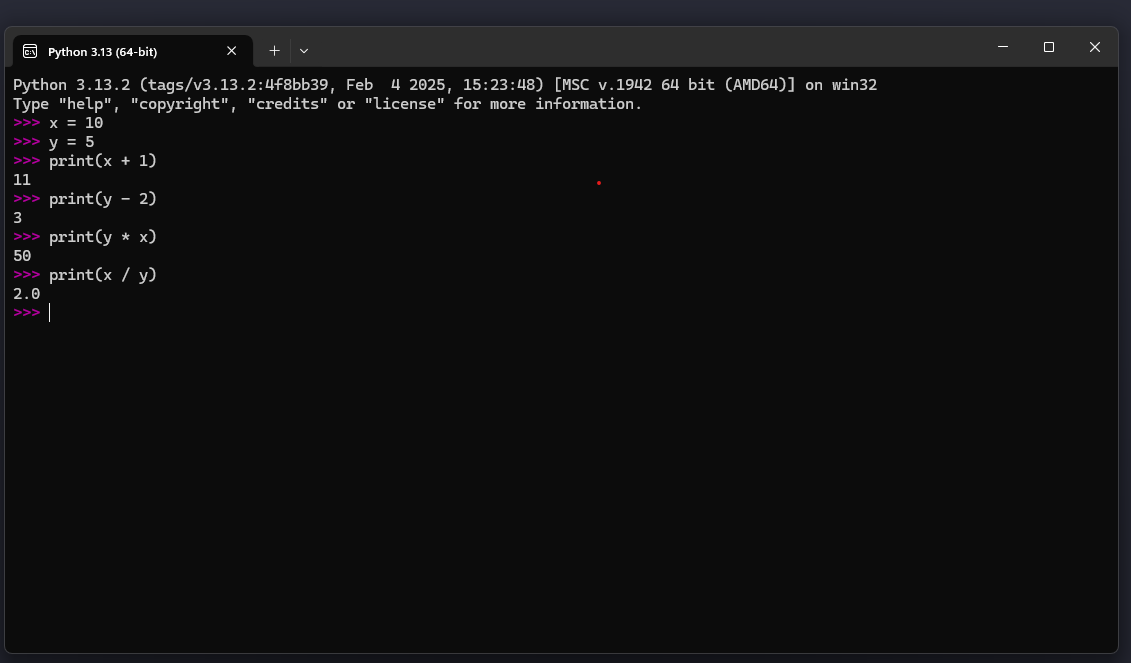 Python 3.13 (64-bit)
Python 3.13.2 (tags/v3.13.2:4f8bb39, Feb  4 2025, 15:23:48) [MSC v.1942 64 bit (AMD64)] on win32
Type "help", "copyright", "credits" or "license" for more information.
>>> x = 10
>>> y = 5
>>> print(x + 1)
11
>>> print(y - 2)
3
>>> print(y * x)
50
>>> print(x / y)
2.0
>>>